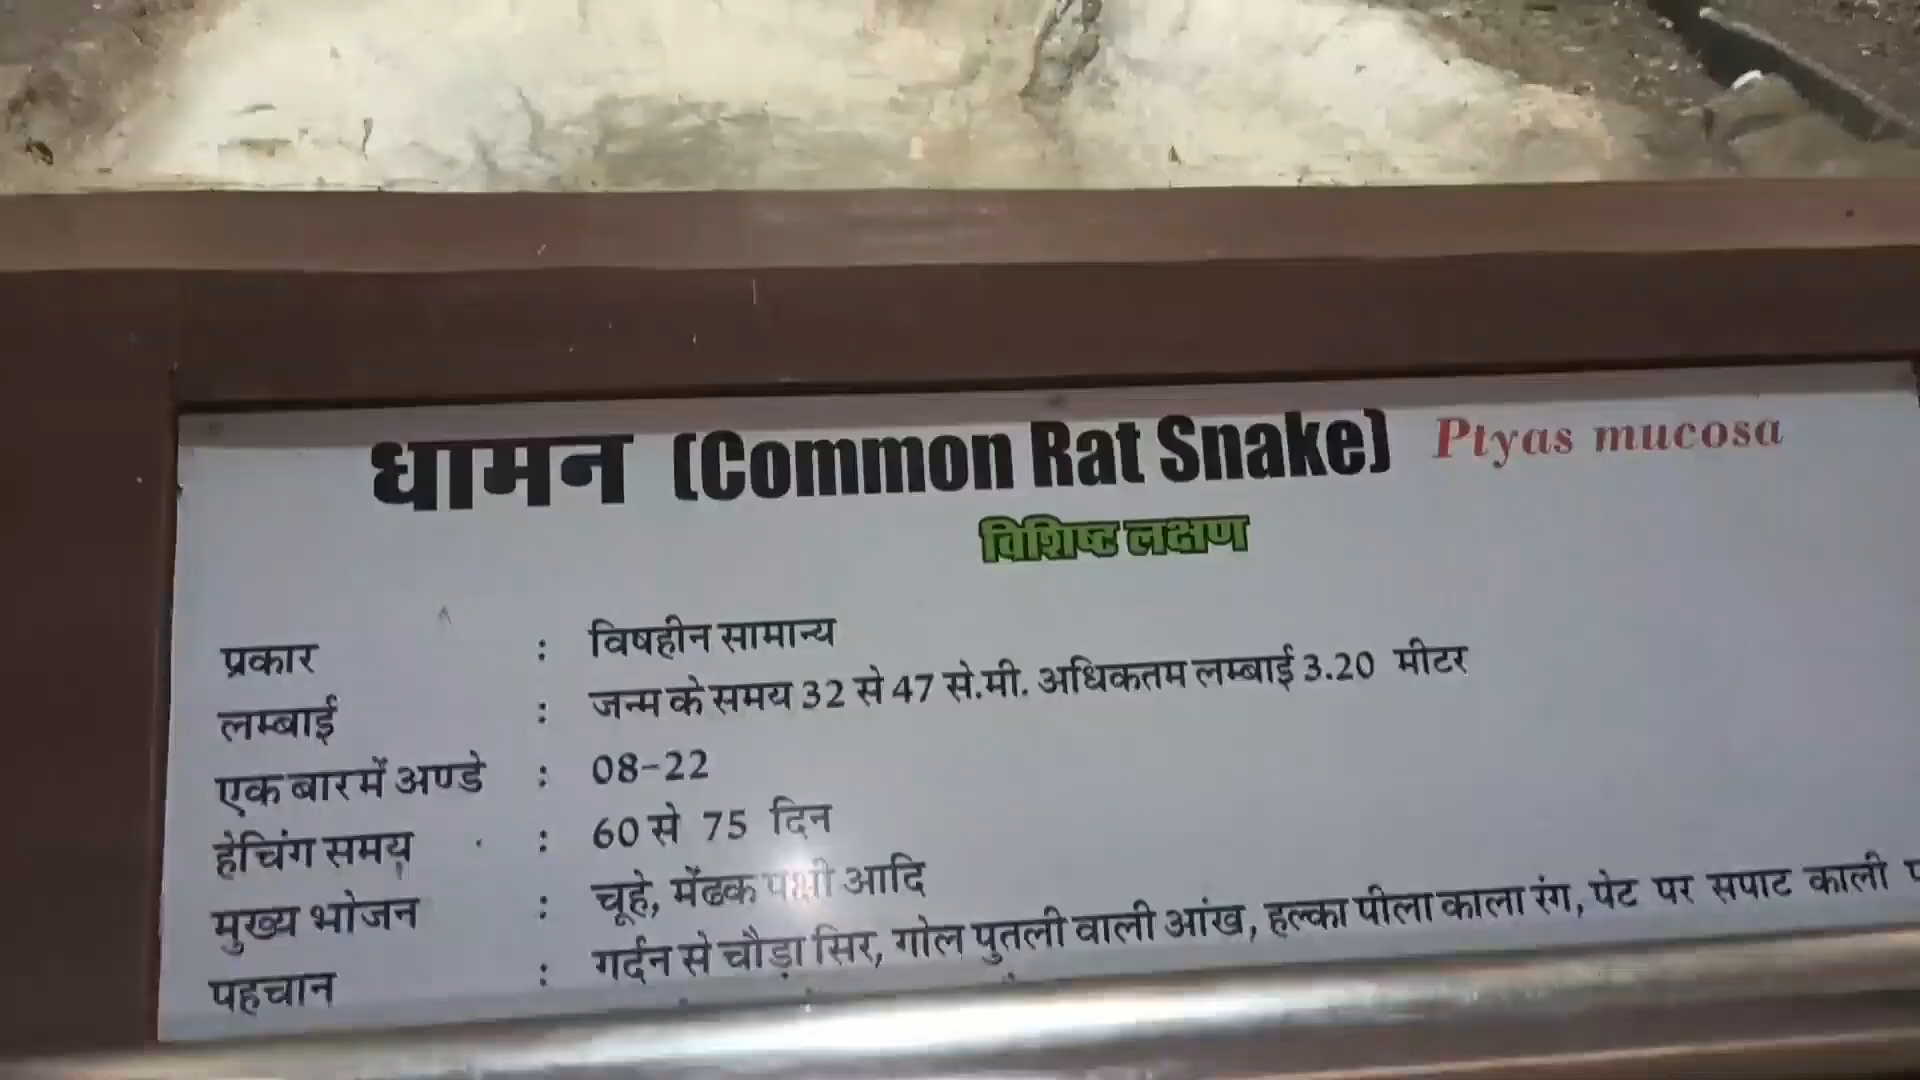 धामन (Common Rat Snake) Ptyas mucosa
विशिष्ट लक्षण
प्रकार : विषहीन सामान्य
लम्बाई : जन्म के समय 32 से 47 से.मी. अधिकतम लम्बाई 3.20 मीटर
एक बार में अण्डे : 08-22
हेचिंग समय : 60 से 75 दिन
मुख्य भोजन : चूहे, मेंढक पक्षी आदि
पहचान : गर्दन से चौड़ा सिर, गोल पुतली वाली आंख, हल्का पीला काला रंग, पेट पर सपाट काली